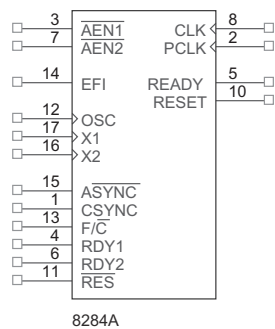 3 AEN1 CLK 8
7 AEN2 PCLK 2
14 EFI READY 5
RESET 10
12 OSC
17 X1
16 X2
15 ASYNC
1 CSYNC
13 F/C
4 RDY1
6 RDY2
11 RES
8284A